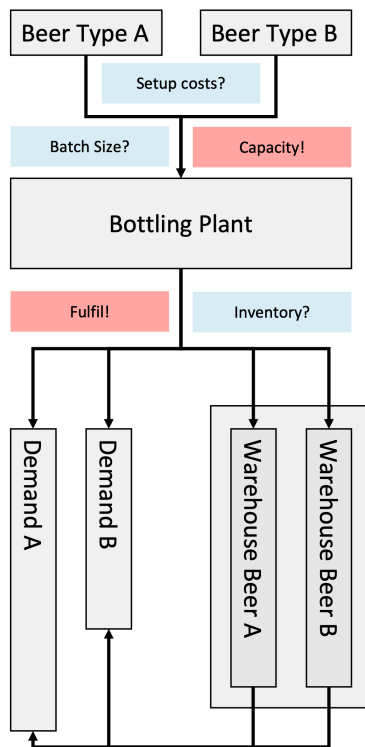 Beer Type A
Beer Type B
Setup costs?
Batch Size?
Capacity!
Bottling Plant
Fulfil!
Inventory?
Demand A
Demand B
Warehouse Beer A
Warehouse Beer B